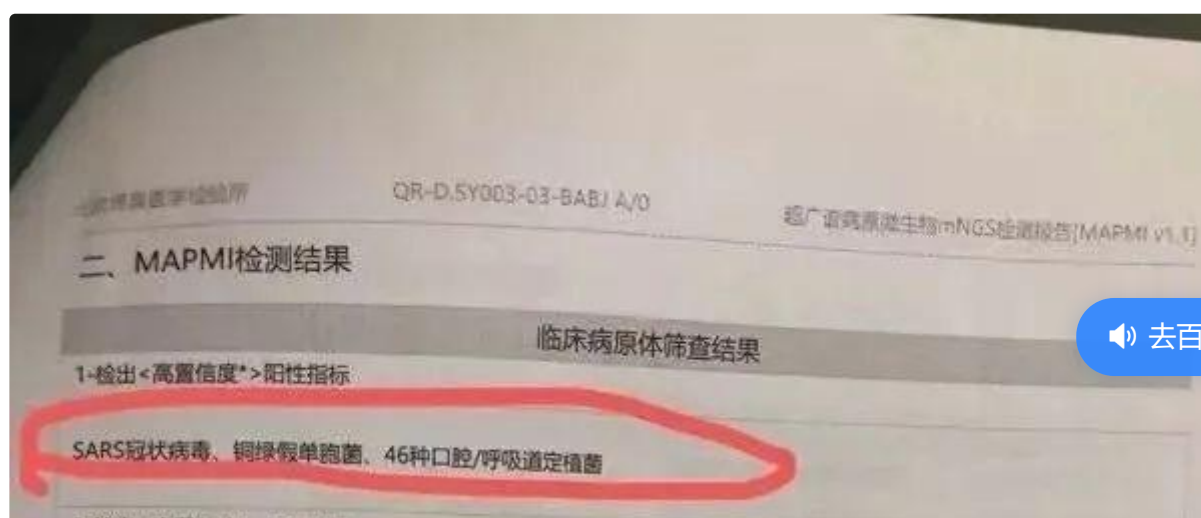 QR-D.SY003-03-BABJ A/0
超广谱病原微生物mNGS检测报告[MAPMI v1.1]
二、MAPMI检测结果
临床病原体筛查结果
去百
1-检出<高置信度*>阳性指标
SARS冠状病毒、铜绿假单胞菌、46种口腔/呼吸道定植菌